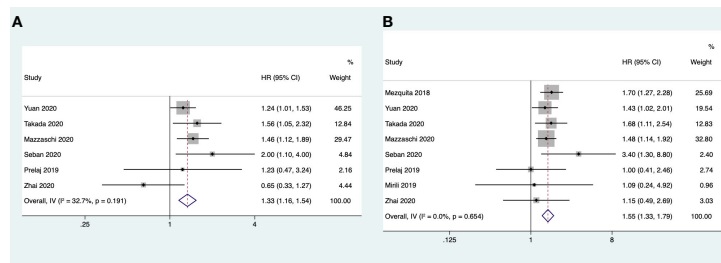 A
%
Study HR (95% CI) Weight
Yuan 2020 1.24 (1.01, 1.53) 46.25
Takada 2020 1.56 (1.05, 2.32) 12.84
Mazzaschi 2020 1.46 (1.12, 1.89) 29.47
Seban 2020 2.00 (1.10, 4.00) 4.84
Prelaj 2019 1.23 (0.47, 3.24) 2.16
Zhai 2020 0.65 (0.33, 1.27) 4.44
Overall, IV (I² = 32.7%, p = 0.191) 1.33 (1.16, 1.54) 100.00
.25 1 4
B
%
Study HR (95% CI) Weight
Mezquita 2018 1.70 (1.27, 2.28) 25.69
Yuan 2020 1.43 (1.02, 2.01) 19.54
Takada 2020 1.68 (1.11, 2.54) 12.83
Mazzaschi 2020 1.48 (1.14, 1.92) 32.80
Seban 2020 3.40 (1.30, 8.80) 2.40
Prelaj 2019 1.00 (0.41, 2.46) 2.74
Mirili 2019 1.09 (0.24, 4.92) 0.96
Zhai 2020 1.15 (0.49, 2.69) 3.03
Overall, IV (I² = 0.0%, p = 0.654) 1.55 (1.33, 1.79) 100.00
.125 1 8